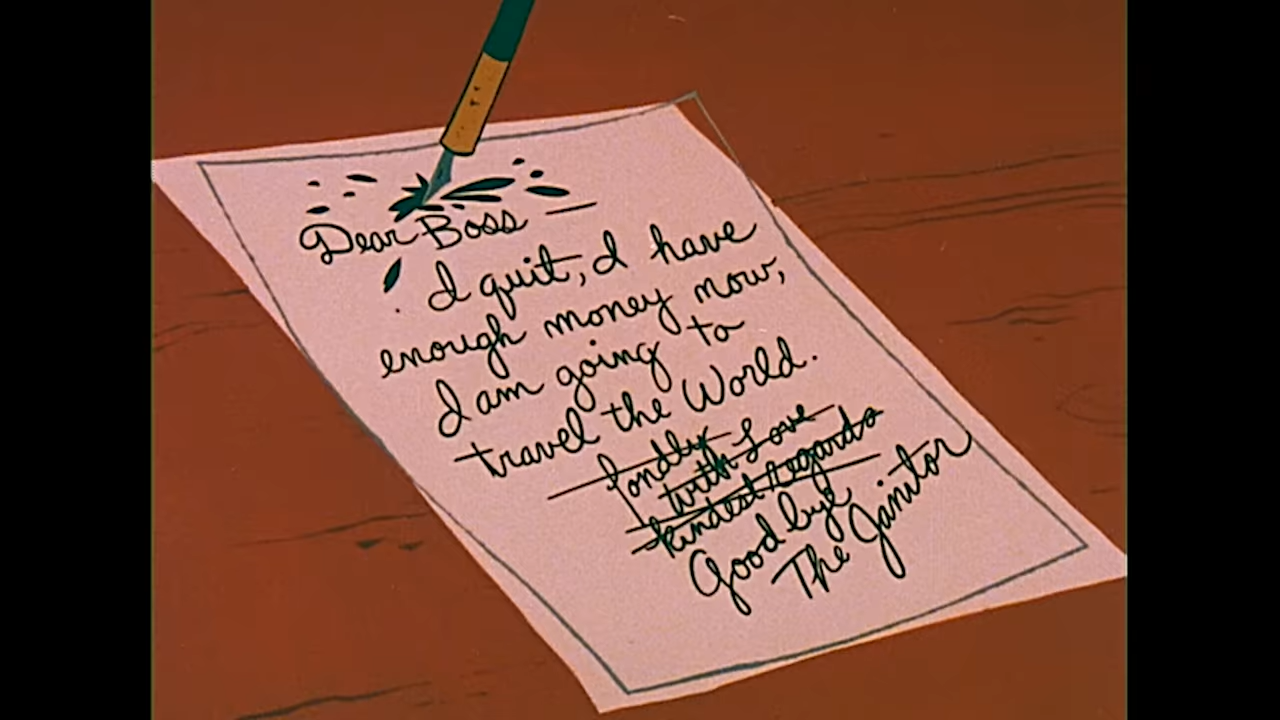 Dear Boss —
I quit, I have
enough money now,
I am going to
travel the World.
fondly
with Love
kindest regards
Good bye
The Janitor